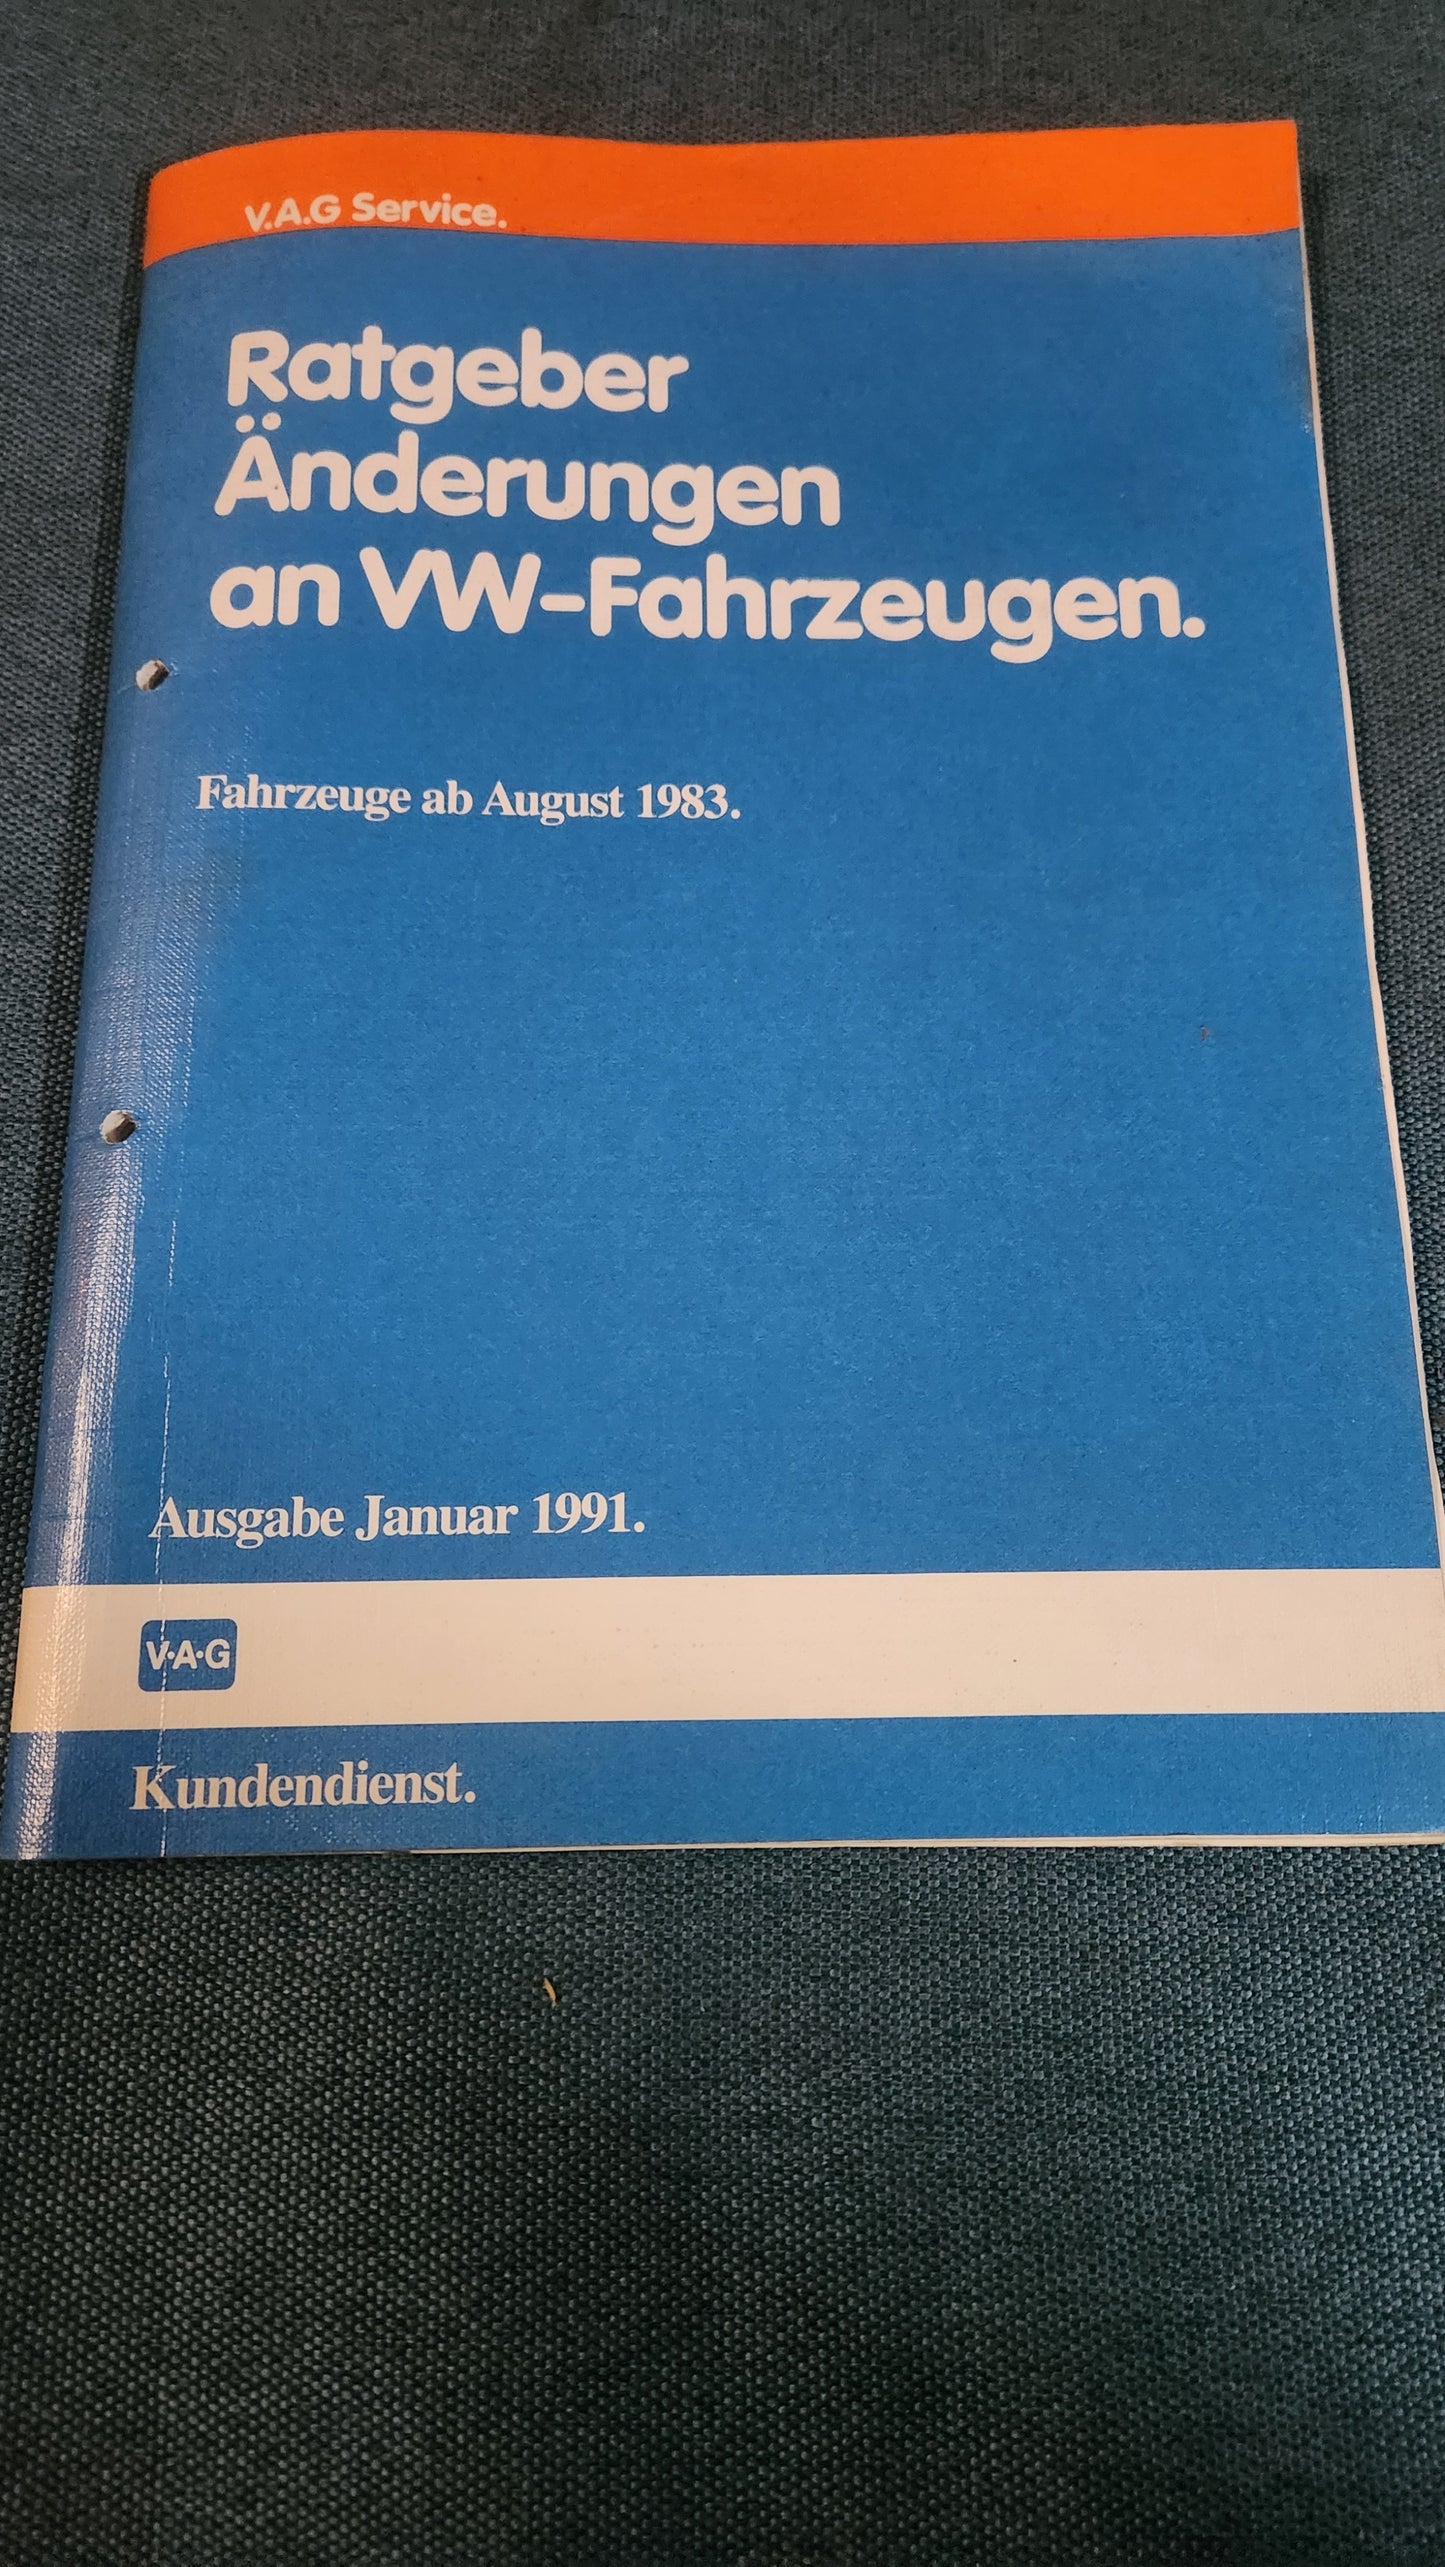 V.A.G Service.
Ratgeber
Änderungen
an VW-Fahrzeugen.
Fahrzeuge ab August 1983.
Ausgabe Januar 1991.
V·A·G
Kundendienst.